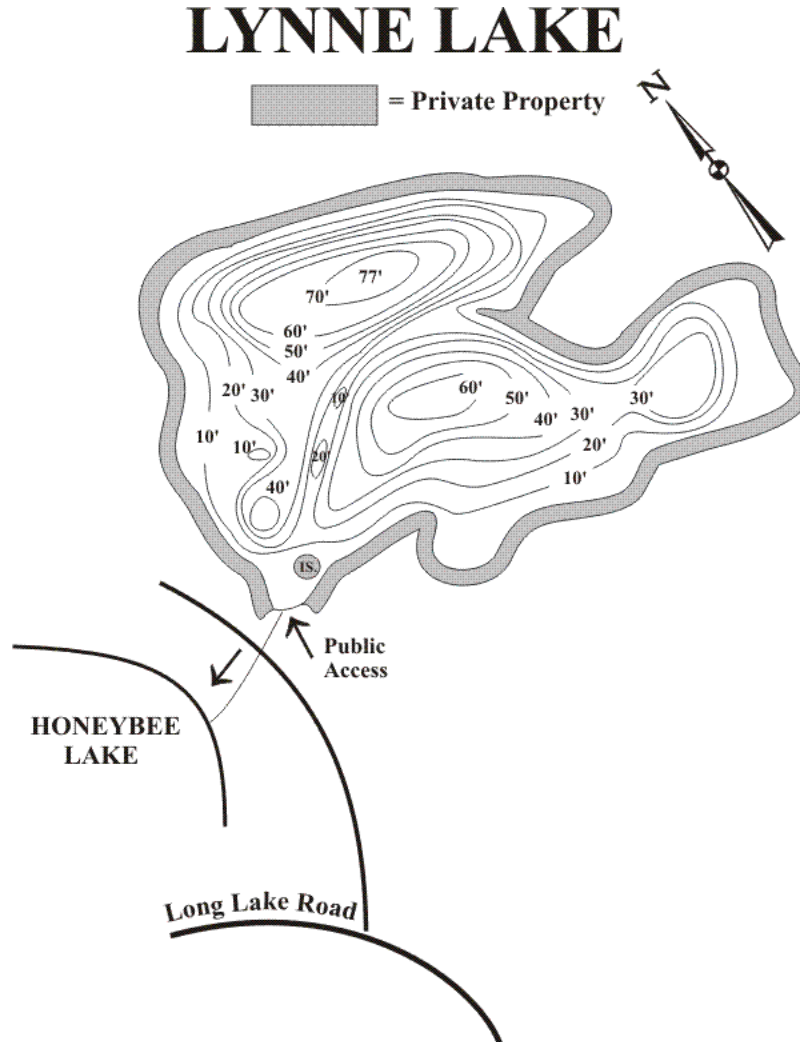 LYNNE LAKE
= Private Property
N
77'
70'
60'
50'
40'
20' 30'
10'
60'
50'
40'
30'
30'
10'
10'
20'
20'
40'
10'
IS.
Public
Access
HONEYBEE
LAKE
Long Lake Road